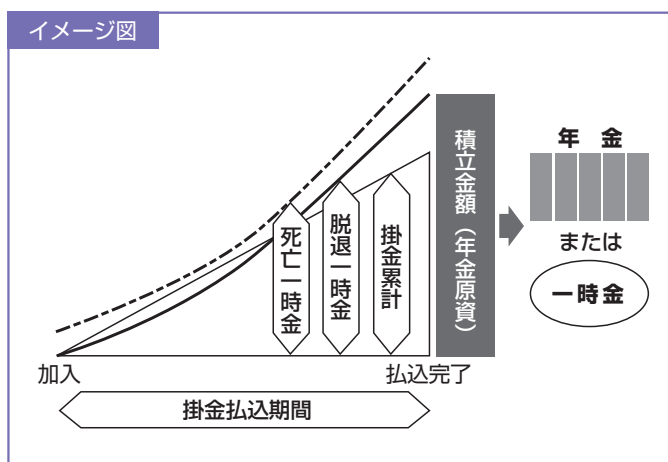 イメージ図
死亡一時金
脱退一時金
掛金累計
積立金額（年金原資）
年 金
または
一時金
加入
払込完了
掛金払込期間